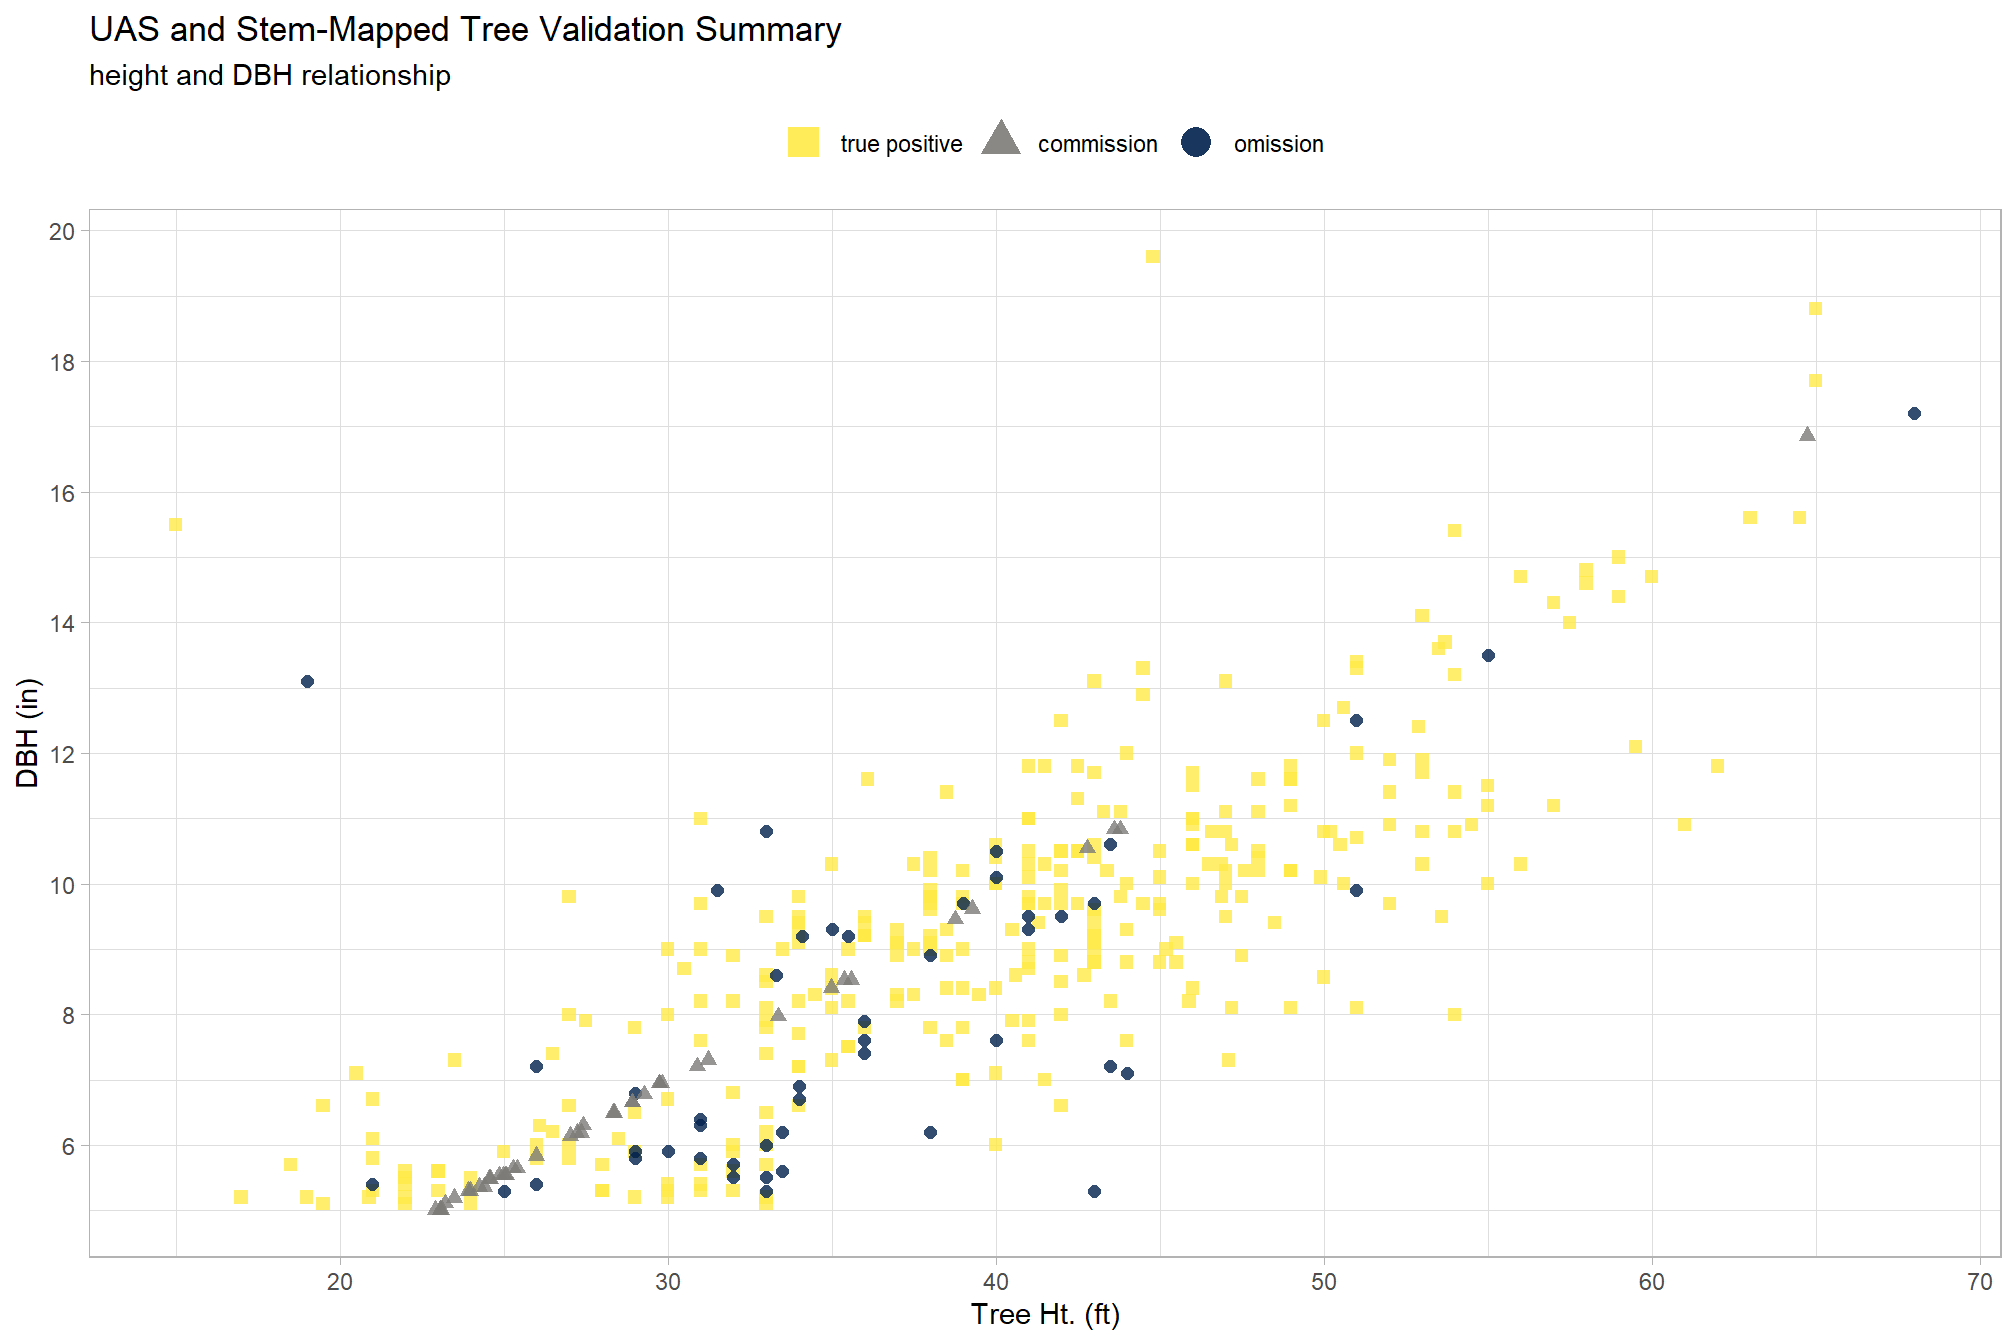 UAS and Stem-Mapped Tree Validation Summary
height and DBH relationship
true positive commission omission
20
18
16
14
12
10
8
6
DBH (in)
20 30 40 50 60 70
Tree Ht. (ft)